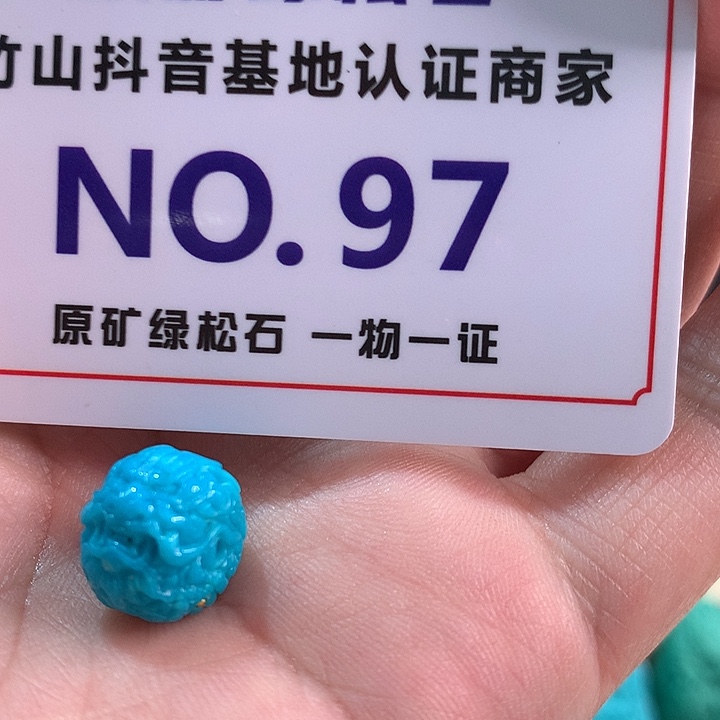 竹山抖音基地认证商家
NO. 97
原矿绿松石 一物一证